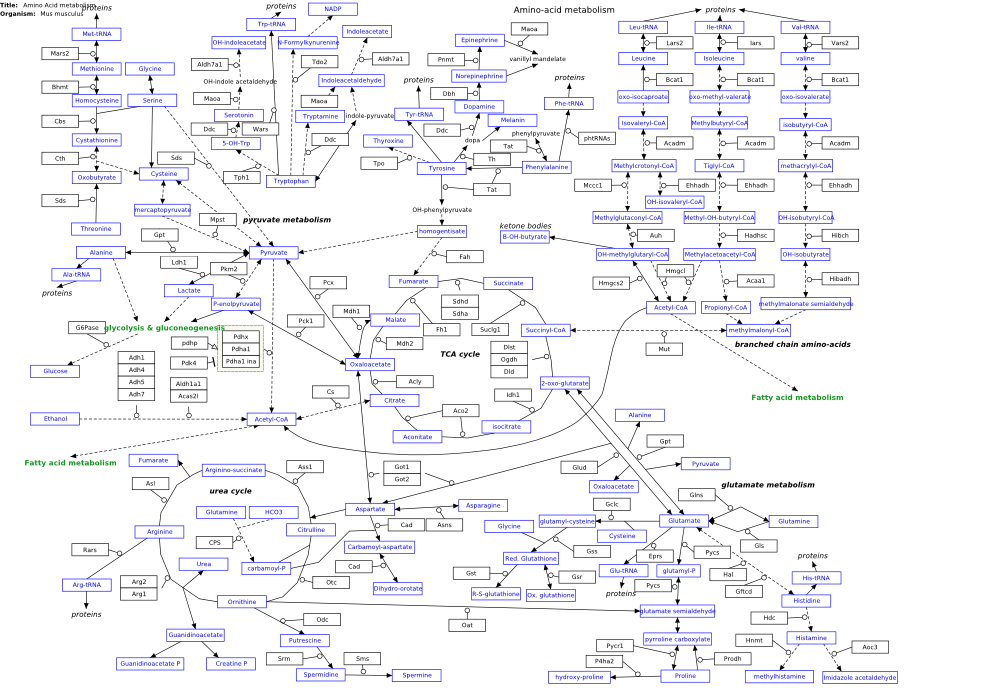 Title: Amino Acid metabolism
Organism: Mus musculus
proteins
Amino-acid metabolism
proteins
NADP
proteins
Met-tRNA
Trp-tRNA
Indoleacetate
Maoa
Leu-tRNA
Ile-tRNA
Val-tRNA
Mars2
OH-indoleacetate
N-Formylkynurenine
Epinephrine
Lars2
Iars
Vars2
Methionine
Glycine
Aldh7a1
Tdo2
Aldh7a1
Pnmt
vanillyl mandelate
Leucine
Isoleucine
valine
Bhmt
OH-indole acetaldehyde
Indoleacetaldehyde
proteins
Norepinephrine
proteins
Bcat1
Bcat1
Bcat1
Homocysteine
Serine
Maoa
Maoa
Dbh
Dopamine
Phe-tRNA
oxo-isocaproate
oxo-methyl-valerate
oxo-isovalerate
Cbs
Serotonin
Tryptamine
indole-pyruvate
Tyr-tRNA
Melanin
Isovaleryl-CoA
Methylbutyryl-CoA
isobutyryl-CoA
Cystathionine
Ddc
Wars
Ddc
Thyroxine
Ddc
dopa
phenylpyruvate
Tat
phtRNAs
Acadm
Acadm
Acadm
5-OH-Trp
Cth
Sds
Tpo
Tyrosine
Th
Phenylalanine
Methylcrotonyl-CoA
Tiglyl-CoA
methacrylyl-CoA
Oxobutyrate
Cysteine
Tph1
Tryptophan
Tat
Mccc1
Ehhadh
Ehhadh
Ehhadh
Sds
mercaptopyruvate
OH-phenylpyruvate
OH-isovaleryl-CoA
Threonine
Mpst
pyruvate metabolism
ketone bodies
Methylglutaconyl-CoA
Methyl-OH-butyryl-CoA
OH-isobutyryl-CoA
Gpt
homogentisate
B-OH-butyrate
Auh
Hadhsc
Hibch
Alanine
Pyruvate
Fah
OH-methylglutaryl-CoA
Methylacetoacetyl-CoA
OH-isobutyrate
Ldh1
Pkm2
Ala-tRNA
Pcx
Fumarate
Succinate
Hmgcs2
Hmgcl
Acaa1
Hibadh
proteins
Lactate
P-enolpyruvate
Sdhd
Sdha
Acetyl-CoA
Propionyl-CoA
methylmalonate semialdehyde
Mdh1
Malate
Pck1
Fh1
Suclg1
Succinyl-CoA
methylmalonyl-CoA
G6Pase
glycolysis & gluconeogenesis
pdhp
Pdhx
Pdha1
Pdha1 ina
Mdh2
TCA cycle
Dlst
Ogdh
Dld
Mut
branched chain amino-acids
Adh1
Adh4
Adh5
Adh7
Pdk4
Oxaloacetate
Glucose
Aldh1a1
Acas2l
Acly
2-oxo-glutarate
Cs
Citrate
Idh1
Fatty acid metabolism
Ethanol
Acetyl-CoA
Aco2
Aconitate
isocitrate
Alanine
Gpt
Fatty acid metabolism
Fumarate
Arginino-succinate
Ass1
Got1
Got2
Glud
Pyruvate
Asl
urea cycle
Oxaloacetate
glutamate metabolism
Glns
Glutamine
HCO3
Aspartate
Asparagine
Gclc
Arginine
Citrulline
Cad
Asns
Glycine
glutamyl-cysteine
Glutamate
Glutamine
CPS
Cysteine
Rars
Carbamoyl-aspartate
Gss
Eprs
Pycs
Gls
Urea
carbamoyl-P
Cad
Red. Glutathione
Glu-tRNA
glutamyl-P
proteins
Arg-tRNA
Arg2
Arg1
Otc
Gst
Gsr
Hal
His-tRNA
Dihydro-orotate
R-S-glutathione
Ox. glutathione
proteins
Pycs
Gftcd
proteins
Ornithine
Histidine
Oat
glutamate semialdehyde
Odc
Hdc
Guanidinoacetate
Putrescine
pyrroline carboxylate
Pycr1
Hnmt
Histamine
Aoc3
Guanidinoacetate P
Creatine P
Srm
Sms
P4ha2
Prodh
Spermidine
Spermine
hydroxy-proline
Proline
methylhistamine
Imidazole acetaldehyde